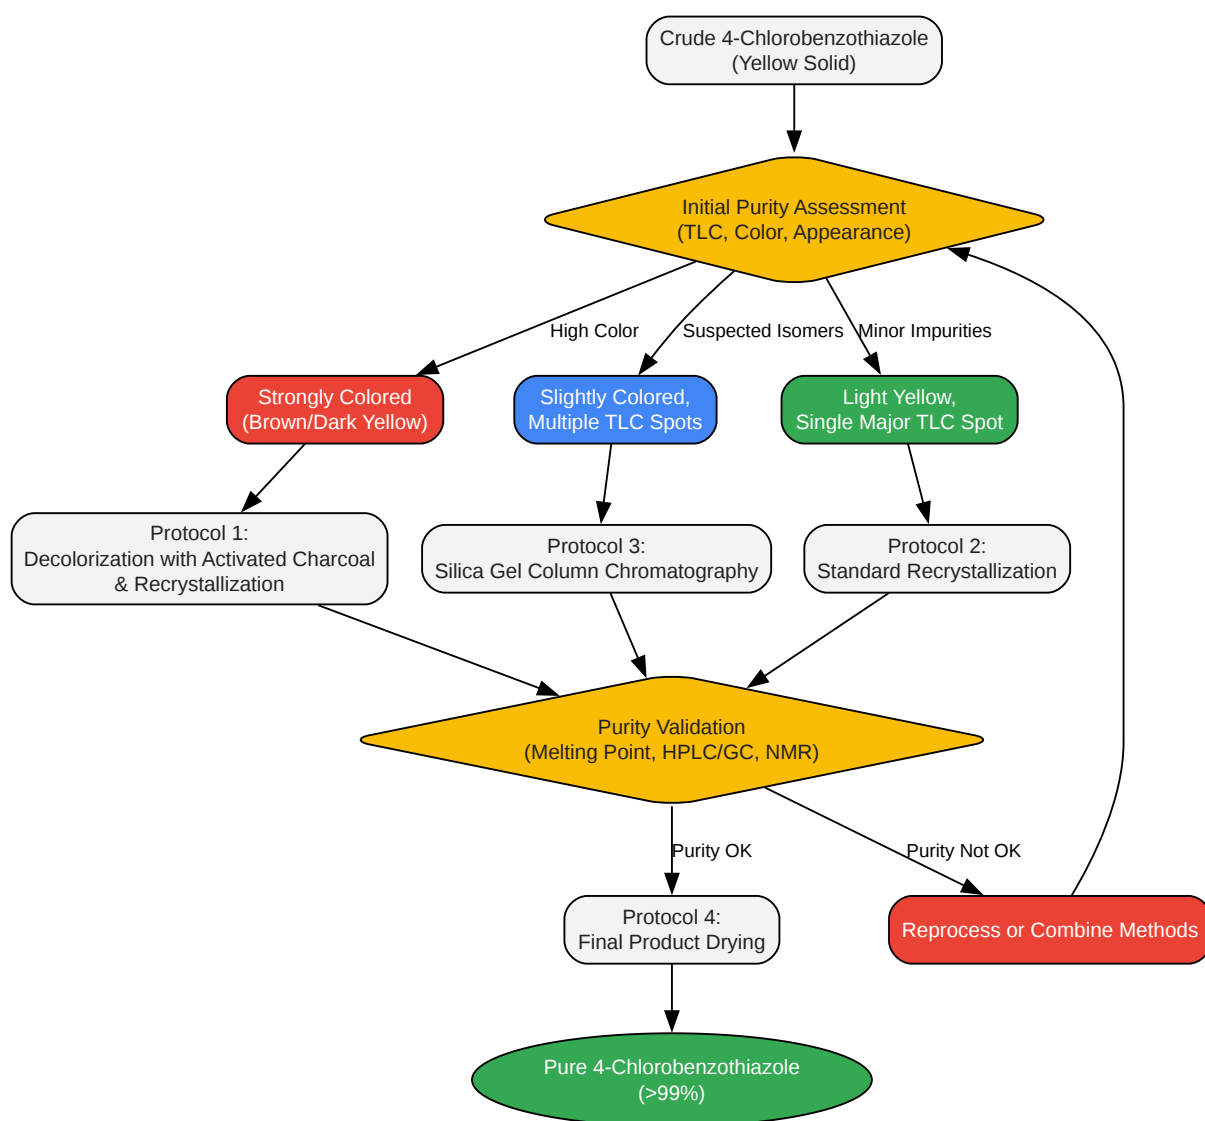 Crude 4-Chlorobenzothiazole
(Yellow Solid)
Initial Purity Assessment
(TLC, Color, Appearance)
High Color
Suspected Isomers
Minor Impurities
Strongly Colored
(Brown/Dark Yellow)
Slightly Colored,
Multiple TLC Spots
Light Yellow,
Single Major TLC Spot
Protocol 1:
Decolorization with Activated Charcoal
& Recrystallization
Protocol 3:
Silica Gel Column Chromatography
Protocol 2:
Standard Recrystallization
Purity Validation
(Melting Point, HPLC/GC, NMR)
Purity OK
Purity Not OK
Protocol 4:
Final Product Drying
Reprocess or Combine Methods
Pure 4-Chlorobenzothiazole
(>99%)